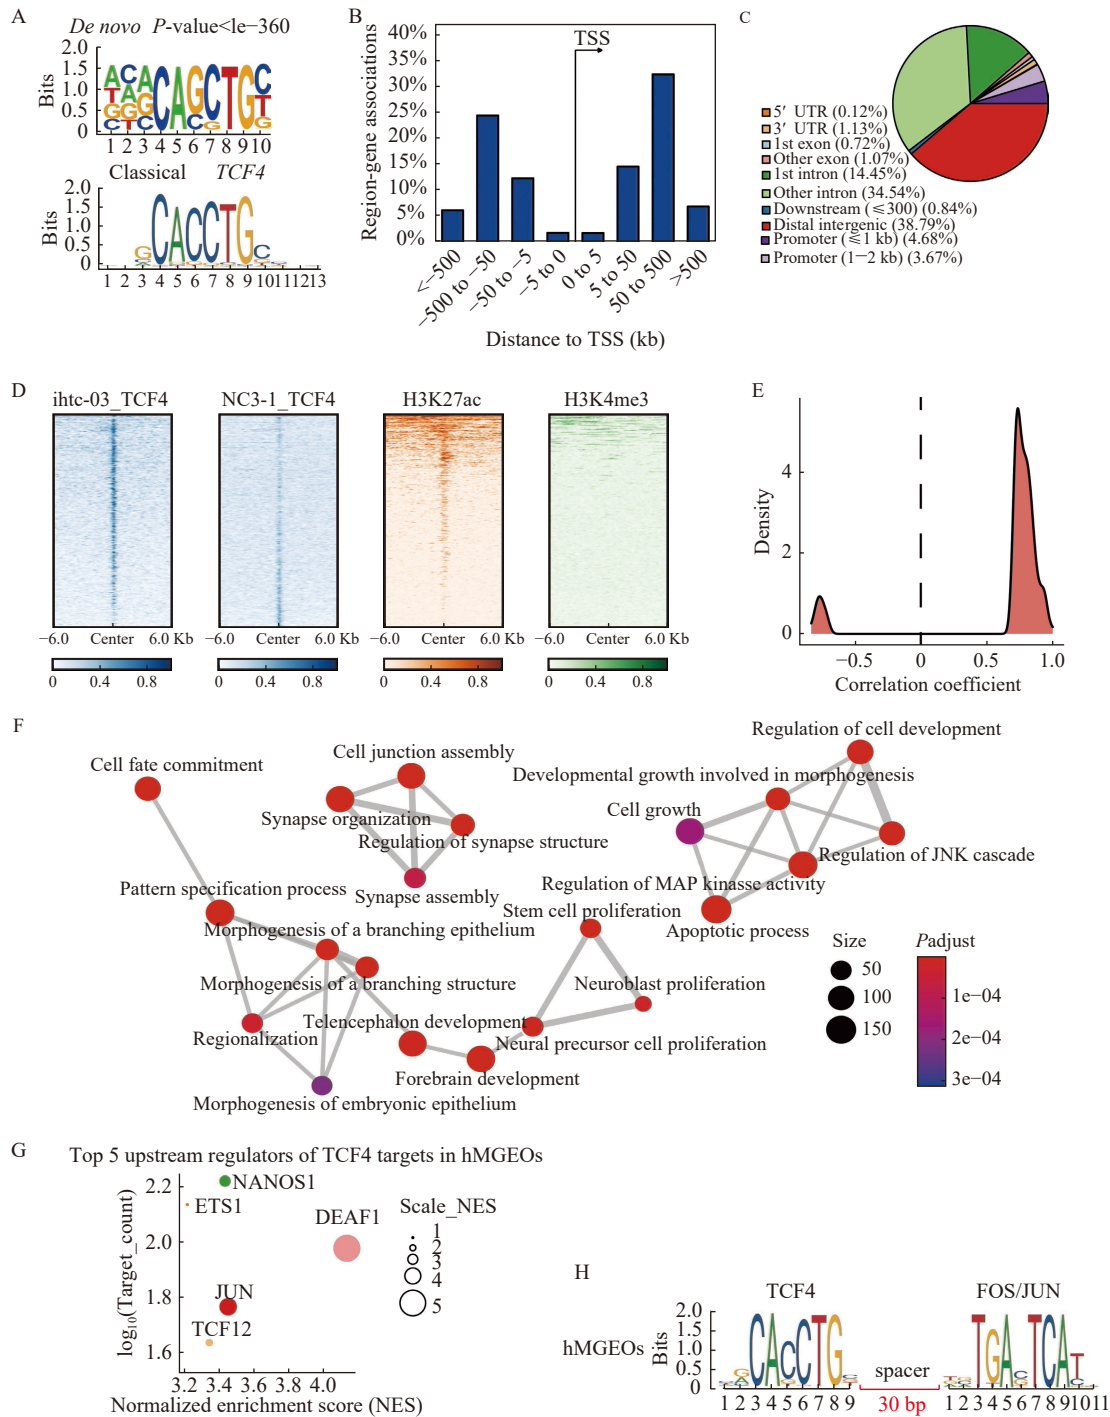 A
De novo P-value<le−360
Bits
2.0
1.5
1.0
0.5
0
1 2 3 4 5 6 7 8 9 10
Classical TCF4
Bits
2.0
1.5
1.0
0.5
0
1 2 3 4 5 6 7 8 9 10 11 12 13
B
Region-gene associations
40%
35%
30%
25%
20%
15%
10%
5%
0%
TSS
<−500
−500 to −50
−50 to −5
−5 to 0
0 to 5
5 to 50
50 to 500
>500
Distance to TSS (kb)
C
5′ UTR (0.12%)
3′ UTR (1.13%)
1st exon (0.72%)
Other exon (1.07%)
1st intron (14.45%)
Other intron (34.54%)
Downstream (≤300) (0.84%)
Distal intergenic (38.79%)
Promoter (≤1 kb) (4.68%)
Promoter (1−2 kb) (3.67%)
D
ihtc-03_TCF4
−6.0 Center 6.0 Kb
0 0.4 0.8
NC3-1_TCF4
−6.0 Center 6.0 Kb
0 0.4 0.8
H3K27ac
−6.0 Center 6.0 Kb
0 0.4 0.8
H3K4me3
−6.0 Center 6.0 Kb
0 0.4 0.8
E
Density
4
2
0
−0.5 0 0.5 1.0
Correlation coefficient
F
Cell fate commitment
Cell junction assembly
Synapse organization
Regulation of synapse structure
Synapse assembly
Regulation of cell development
Developmental growth involved in morphogenesis
Cell growth
Regulation of JNK cascade
Regulation of MAP kinasse activity
Apoptotic process
Pattern specification process
Morphogenesis of a branching epithelium
Morphogenesis of a branching structure
Regionalization
Morphogenesis of embryonic epithelium
Telencephalon development
Forebrain development
Stem cell proliferation
Neuroblast proliferation
Neural precursor cell proliferation
Size
50
100
150
Padjust
1e−04
2e−04
3e−04
G
Top 5 upstream regulators of TCF4 targets in hMGEOs
log₁₀(Target_count)
2.2
2.0
1.8
1.6
NANOS1
ETS1
DEAF1
JUN
TCF12
3.2 3.4 3.6 3.8 4.0
Normalized enrichment score (NES)
Scale_NES
1
2
3
4
5
H
hMGEOs
TCF4
FOS/JUN
Bits
2.0
1.5
1.0
0.5
0
1 2 3 4 5 6 7 8 9
spacer
30 bp
1 2 3 4 5 6 7 8 9 10 11